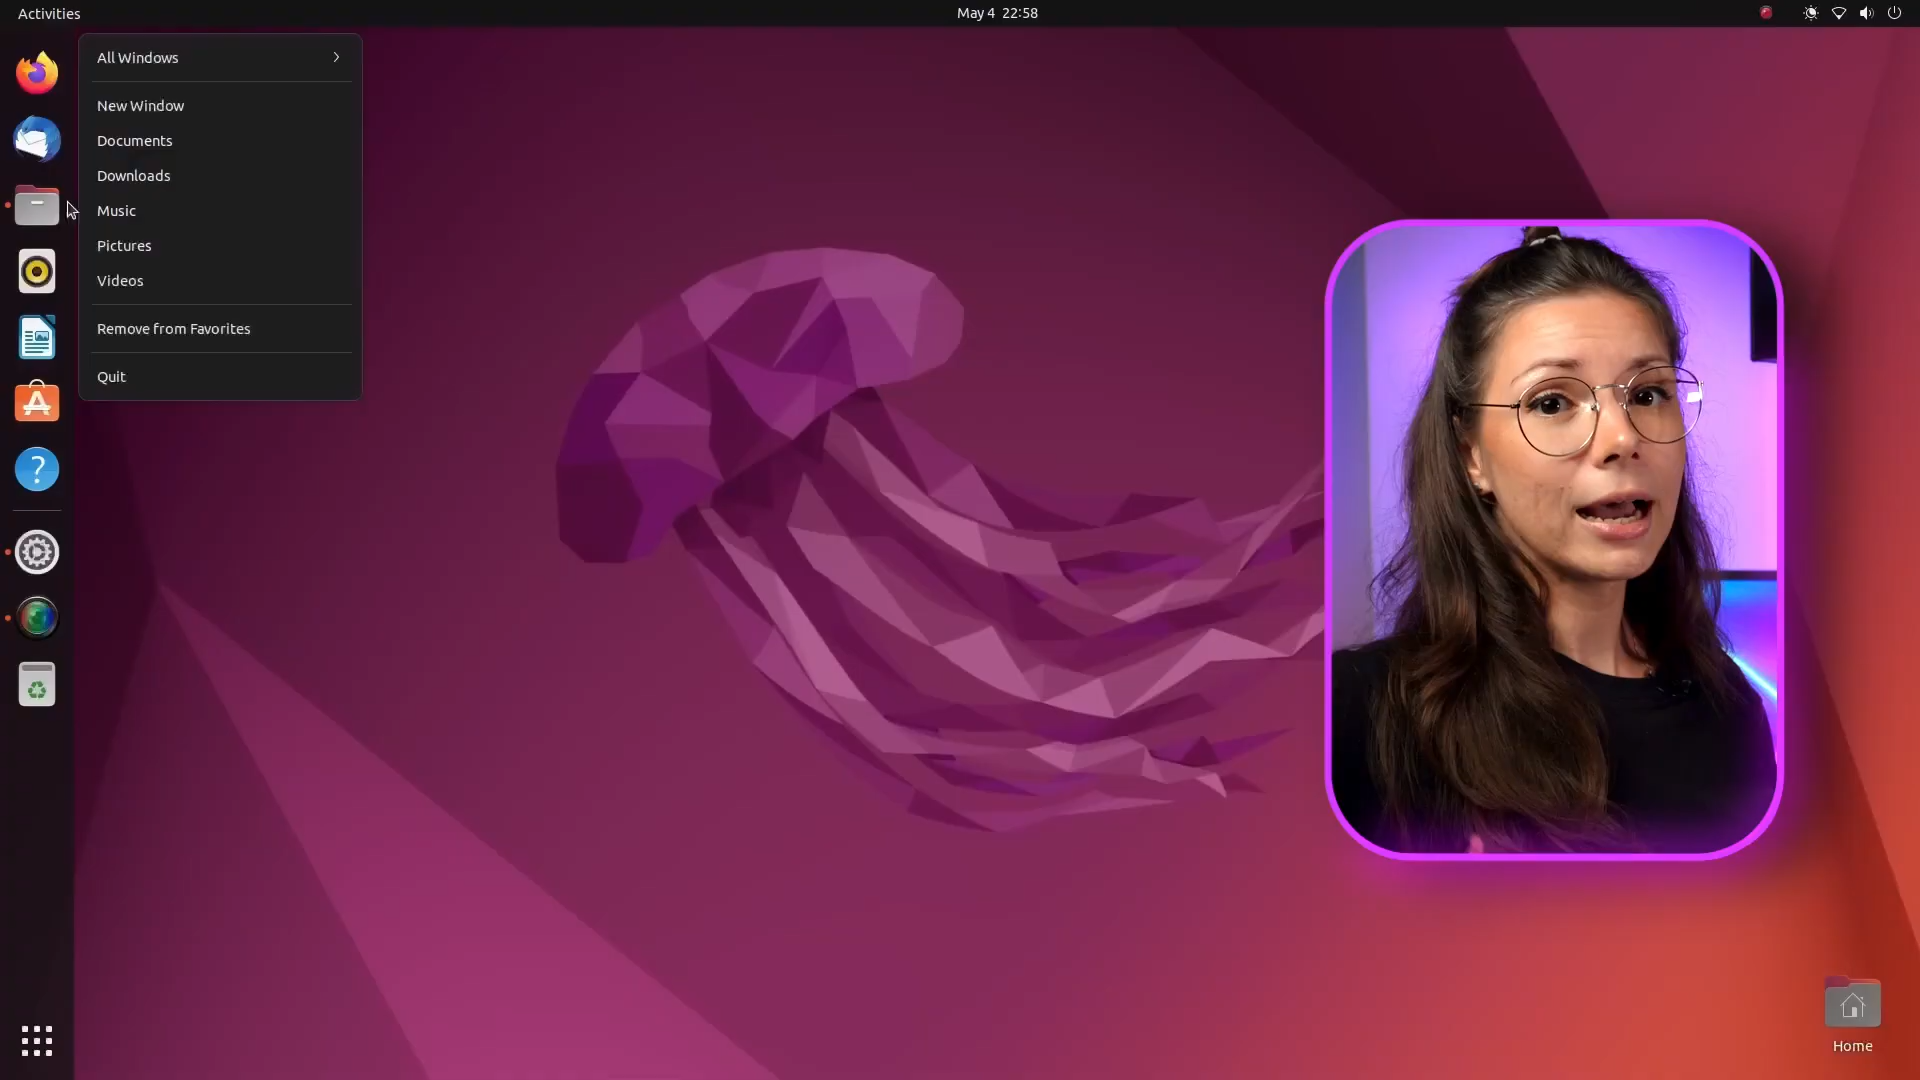 Activities
May 4 22:58
All Windows
New Window
Documents
Downloads
Music
Pictures
Videos
Remove from Favorites
Quit
Home